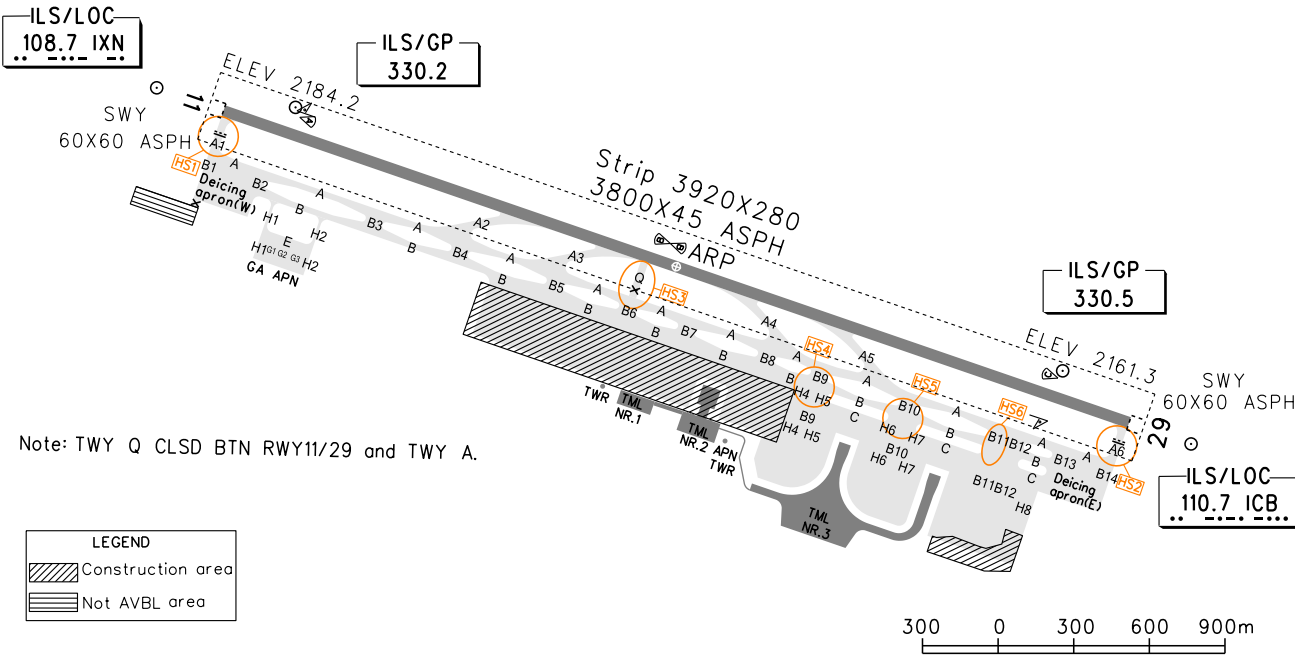 ILS/LOC
108.7 IXN
ILS/GP
330.2
ELEV 2184.2
11
SWY
60X60 ASPH
A1
HS1
B1
A
Deicing
apron(W)
B2
A
B
H1
H2
E
H1 G1 G2 G3 H2
GA APN
B3
A
B
A2
B4
A
B
A3
B5
A
B
Strip 3920X280
3800X45 ASPH
ARP
Q
HS3
B6
A
B
B7
A
B
A4
B8
A
B
HS4
B9
H4 H5
B9
H4 H5
A5
A
B
C
HS5
B10
H6 H7
B10
H6 H7
A
B
C
HS6
B11 B12
B11 B12
H8
A
B
C
B13
A
B14
Deicing
apron(E)
A6
HS2
ILS/GP
330.5
ELEV 2161.3
SWY
60X60 ASPH
29
ILS/LOC
110.7 ICB
TWR
TML
NR.1
TML
NR.2
APN
TWR
TML
NR.3
Note: TWY Q CLSD BTN RWY11/29 and TWY A.
LEGEND
Construction area
Not AVBL area
300 0 300 600 900m